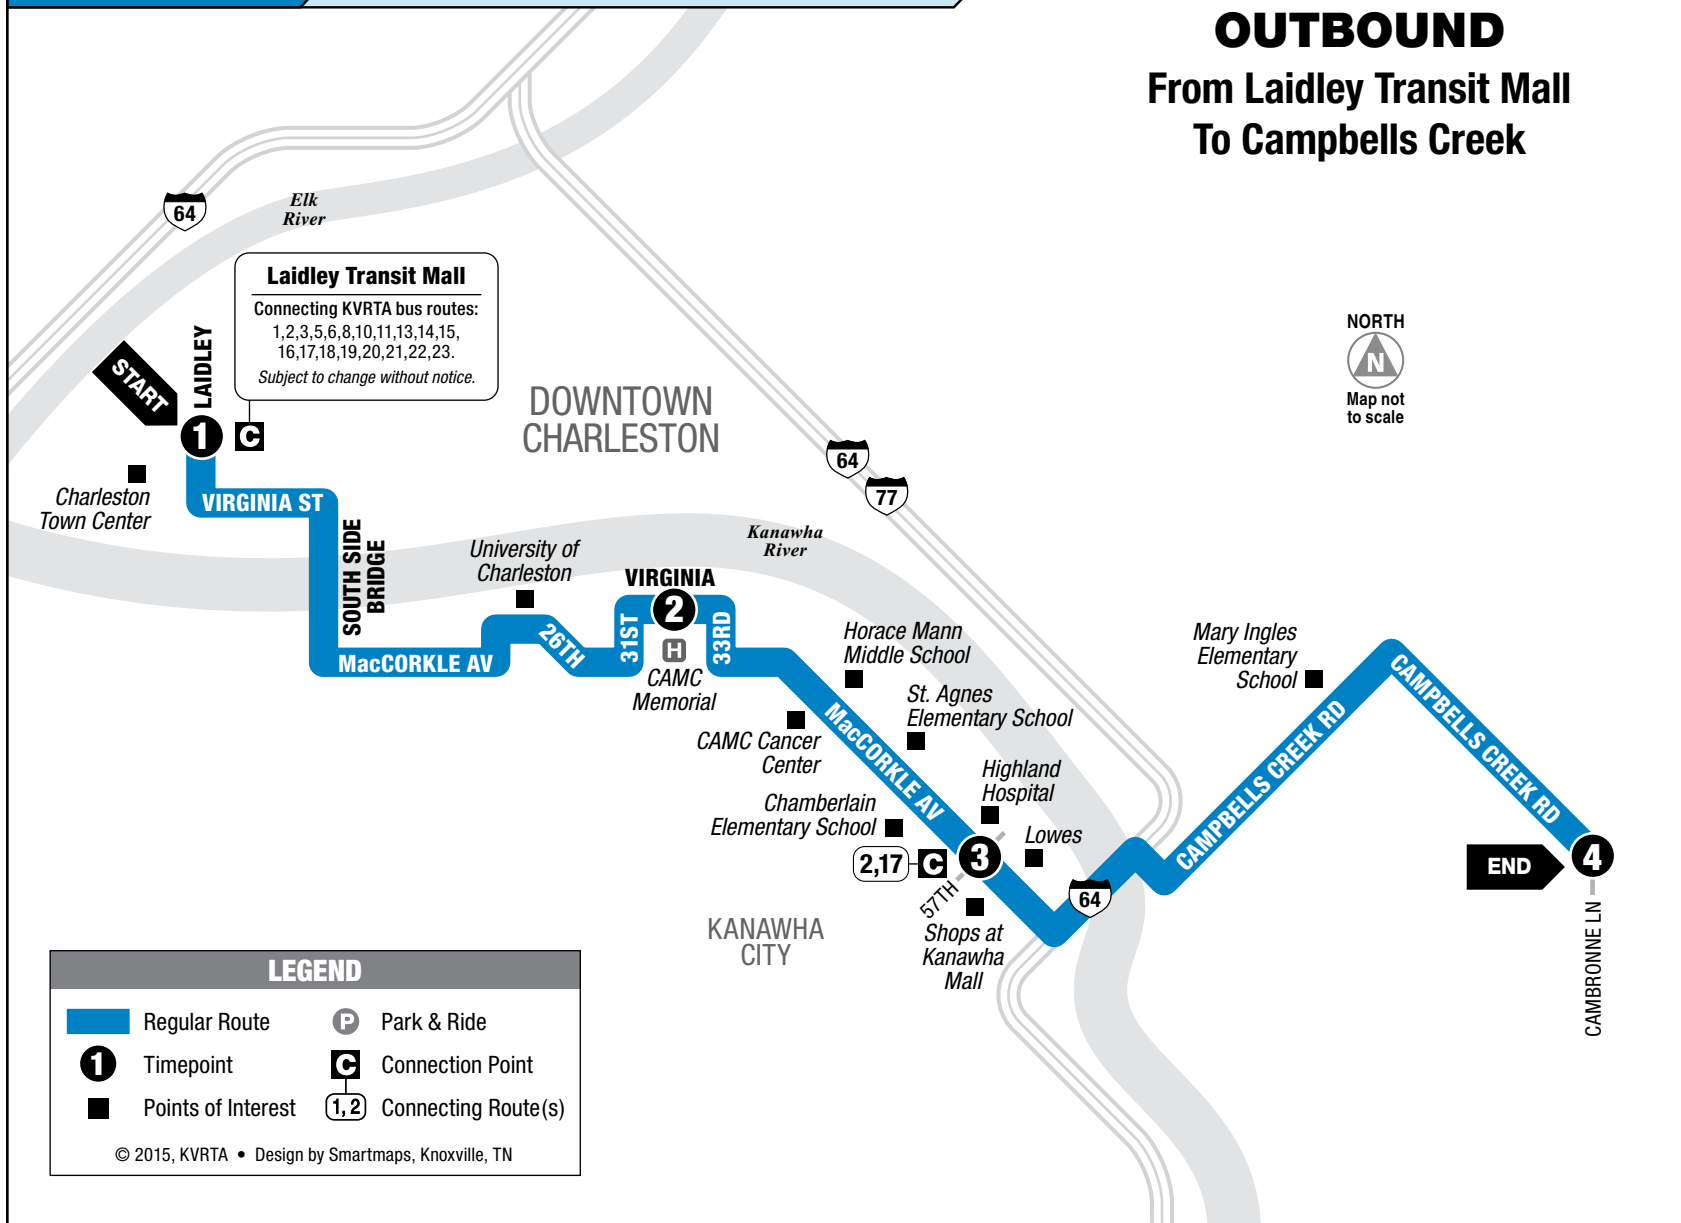 OUTBOUND
From Laidley Transit Mall
To Campbells Creek
64
Elk
River
Laidley Transit Mall
Connecting KVRTA bus routes:
1,2,3,5,6,8,10,11,13,14,15,
16,17,18,19,20,21,22,23.
Subject to change without notice.
NORTH
N
Map not
to scale
START
LAIDLEY
1
C
DOWNTOWN
CHARLESTON
64
77
Charleston
Town Center
VIRGINIA ST
SOUTH SIDE
BRIDGE
Kanawha
River
University of
Charleston
VIRGINIA
2
MacCORKLE AV
26TH
31ST
33RD
H
CAMC
Memorial
Horace Mann
Middle School
St. Agnes
Elementary School
Mary Ingles
Elementary
School
CAMC Cancer
Center
MacCORKLE AV
Highland
Hospital
Chamberlain
Elementary School
Lowes
2,17
C
3
57TH
64
CAMPBELLS CREEK RD
CAMPBELLS CREEK RD
END
4
CAMBRONNE LN
Shops at
Kanawha
Mall
KANAWHA
CITY
LEGEND
Regular Route
P
Park & Ride
1
Timepoint
C
Connection Point
Points of Interest
1,2
Connecting Route(s)
© 2015, KVRTA • Design by Smartmaps, Knoxville, TN